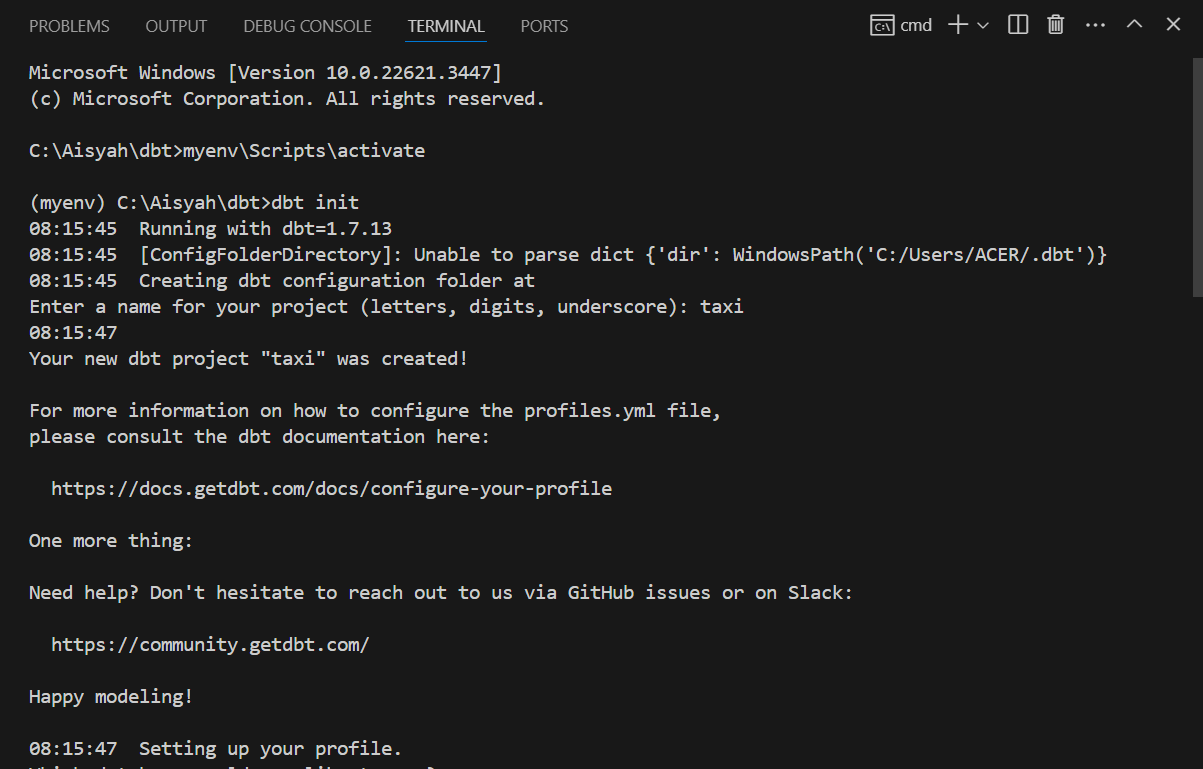 PROBLEMS OUTPUT DEBUG CONSOLE TERMINAL PORTS cmd
Microsoft Windows [Version 10.0.22621.3447]
(c) Microsoft Corporation. All rights reserved.
C:\Aisyah\dbt>myenv\Scripts\activate
(myenv) C:\Aisyah\dbt>dbt init
08:15:45  Running with dbt=1.7.13
08:15:45  [ConfigFolderDirectory]: Unable to parse dict {'dir': WindowsPath('C:/Users/ACER/.dbt')}
08:15:45  Creating dbt configuration folder at
Enter a name for your project (letters, digits, underscore): taxi
08:15:47
Your new dbt project "taxi" was created!
For more information on how to configure the profiles.yml file,
please consult the dbt documentation here:
https://docs.getdbt.com/docs/configure-your-profile
One more thing:
Need help? Don't hesitate to reach out to us via GitHub issues or on Slack:
https://community.getdbt.com/
Happy modeling!
08:15:47  Setting up your profile.